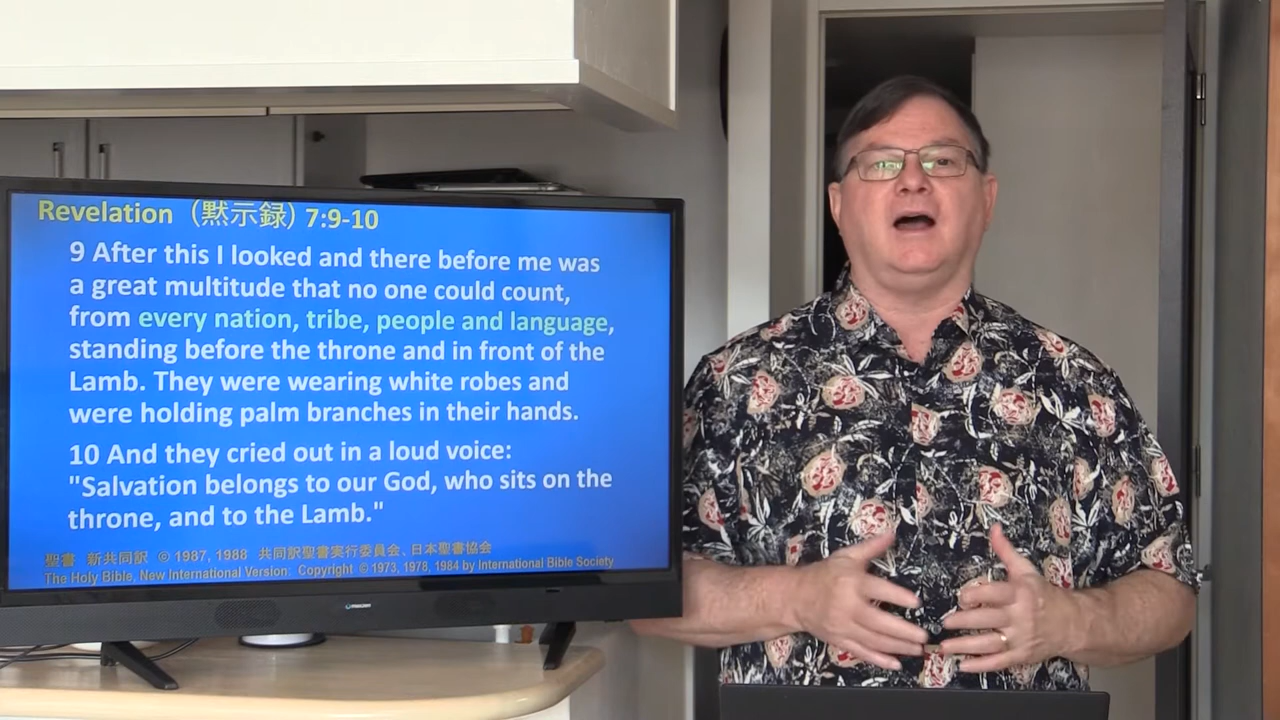 Revelation （黙示録）7:9-10
9 After this I looked and there before me was
a great multitude that no one could count,
from every nation, tribe, people and language,
standing before the throne and in front of the
Lamb. They were wearing white robes and
were holding palm branches in their hands.
10 And they cried out in a loud voice:
"Salvation belongs to our God, who sits on the
throne, and to the Lamb."
聖書 新共同訳 © 1987, 1988 共同訳聖書実行委員会、日本聖書協会
The Holy Bible, New International Version: Copyright © 1973, 1978, 1984 by International Bible Society